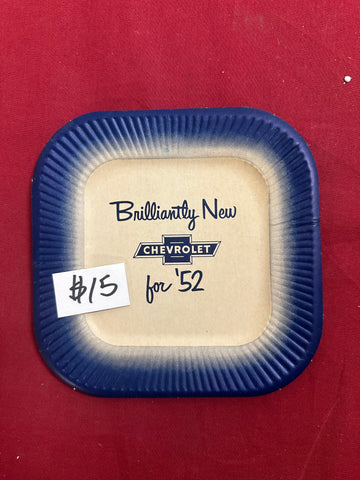 Brilliantly New
CHEVROLET
for '52
$15